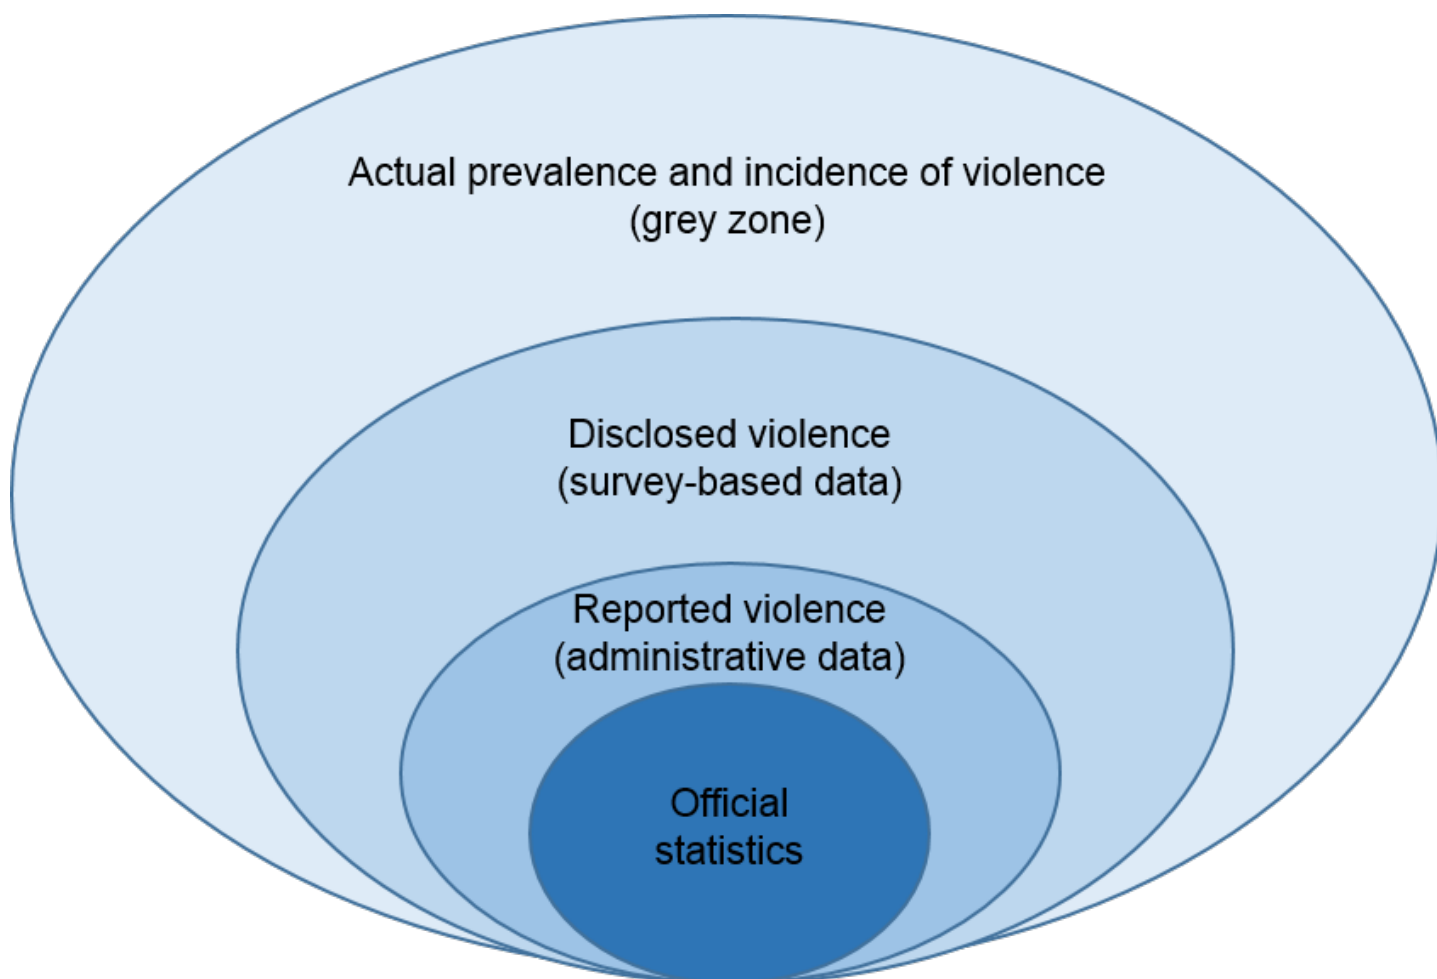 Actual prevalence and incidence of violence
(grey zone)
Disclosed violence
(survey-based data)
Reported violence
(administrative data)
Official
statistics